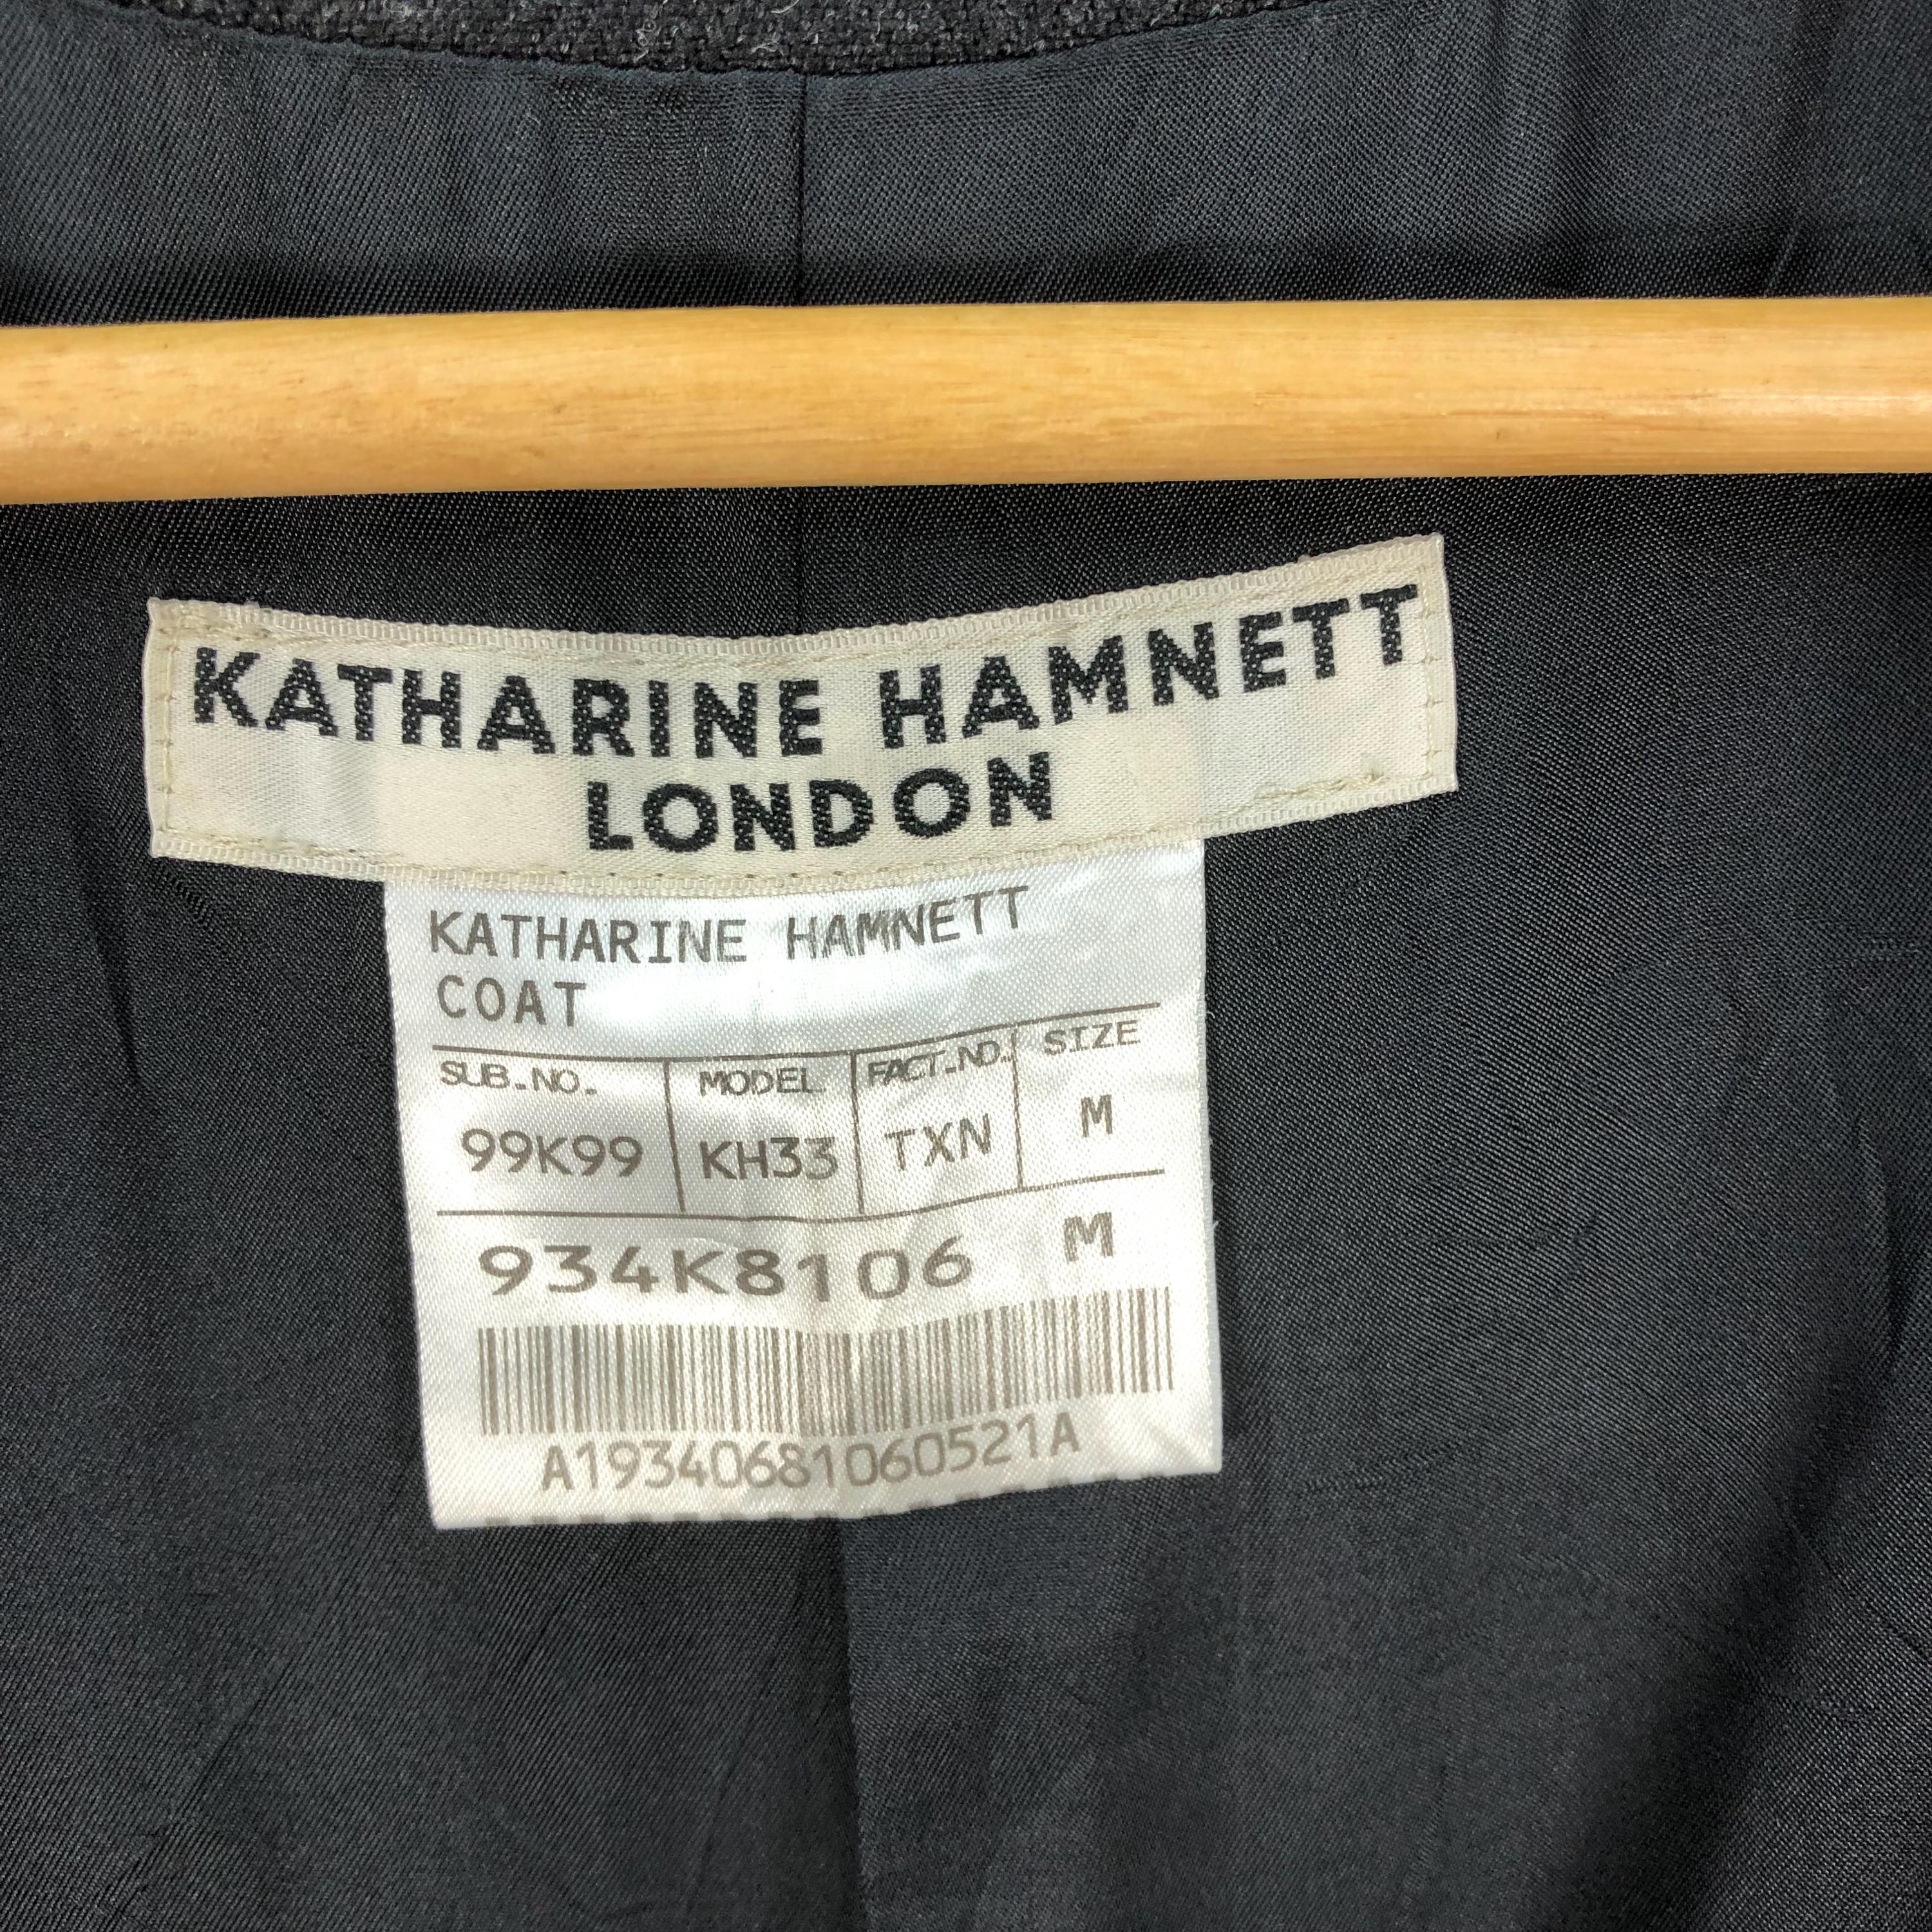 KATHARINE HAMNETT
LONDON
KATHARINE HAMNETT
COAT
SUB.NO. MODEL FACT.NO. SIZE
99K99 KH33 TXN M
934K8106 M
A19340681060521A